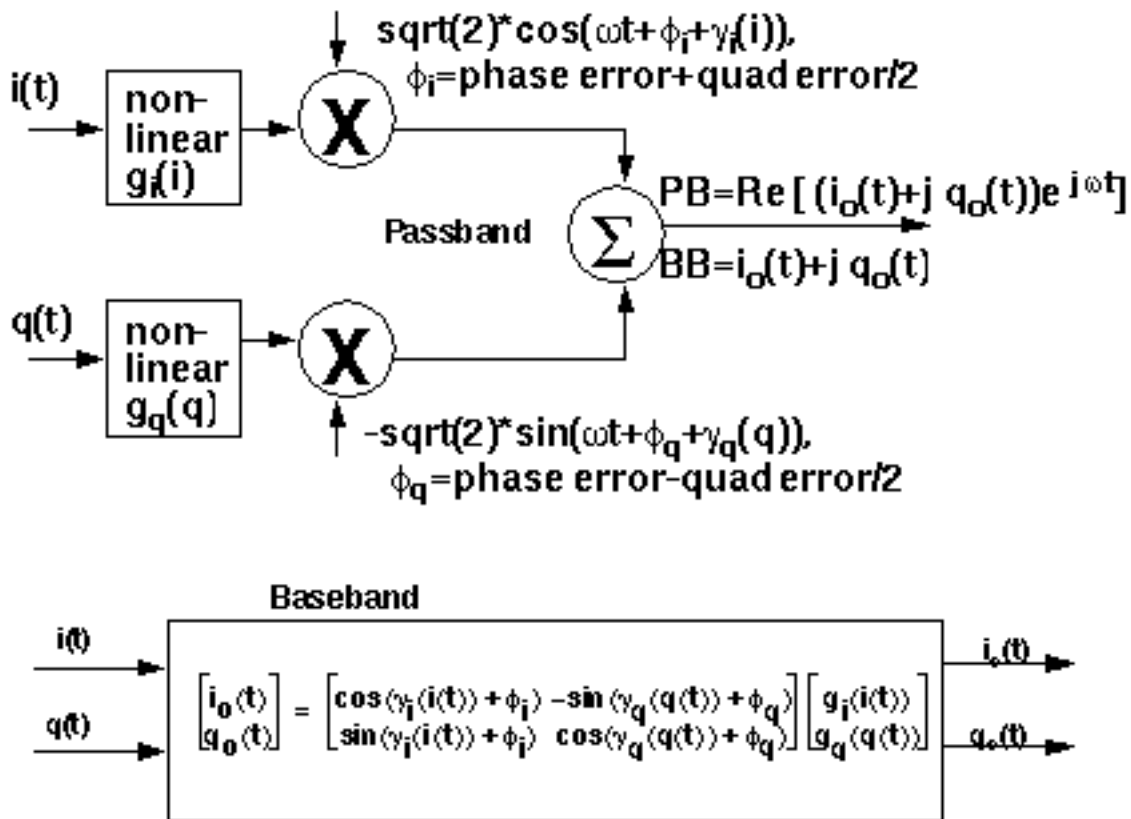 sqrt(2)*cos(ωt+ϕi+γi(i)),
ϕi=phase error+quad error/2
i(t)
non-
linear
gi(i)
X
PB=Re[ (io(t)+j qo(t))e jωt]
Passband
Σ
BB=io(t)+j qo(t)
q(t)
non-
linear
gq(q)
X
-sqrt(2)*sin(ωt+ϕq+γq(q)),
ϕq=phase error-quad error/2
Baseband
i(t)
io(t)
[io(t)] = [cos(γi(i(t))+ϕi) -sin(γq(q(t))+ϕq)] [gi(i(t))]
[qo(t)] [sin(γi(i(t))+ϕi) cos(γq(q(t))+ϕq)] [gq(q(t))]
q(t)
qo(t)